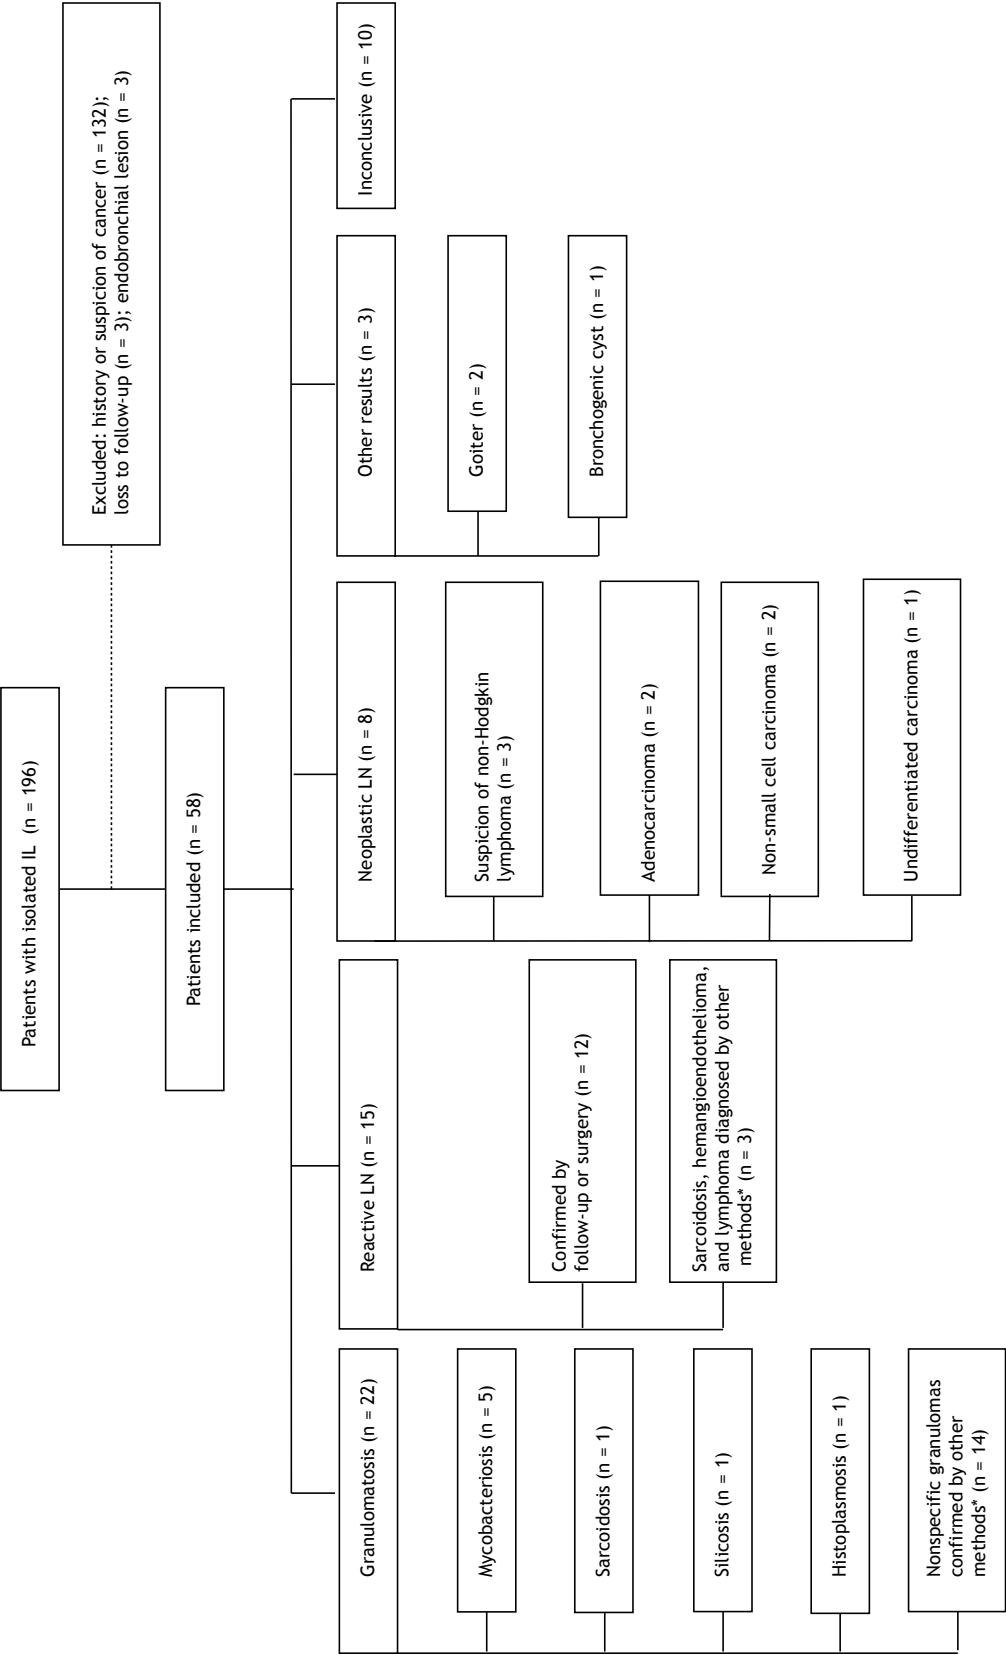 Patients with isolated IL (n = 196)
Excluded: history or suspicion of cancer (n = 132);
loss to follow-up (n = 3); endobronchial lesion (n = 3)
Patients included (n = 58)
Granulomatosis (n = 22)
Mycobacteriosis (n = 5)
Sarcoidosis (n = 1)
Silicosis (n = 1)
Histoplasmosis (n = 1)
Nonspecific granulomas
confirmed by other
methods* (n = 14)
Reactive LN (n = 15)
Confirmed by
follow-up or surgery (n = 12)
Sarcoidosis, hemangioendothelioma,
and lymphoma diagnosed by other
methods* (n = 3)
Neoplastic LN (n = 8)
Suspicion of non-Hodgkin
lymphoma (n = 3)
Adenocarcinoma (n = 2)
Non-small cell carcinoma (n = 2)
Undifferentiated carcinoma (n = 1)
Other results (n = 3)
Goiter (n = 2)
Bronchogenic cyst (n = 1)
Inconclusive (n = 10)